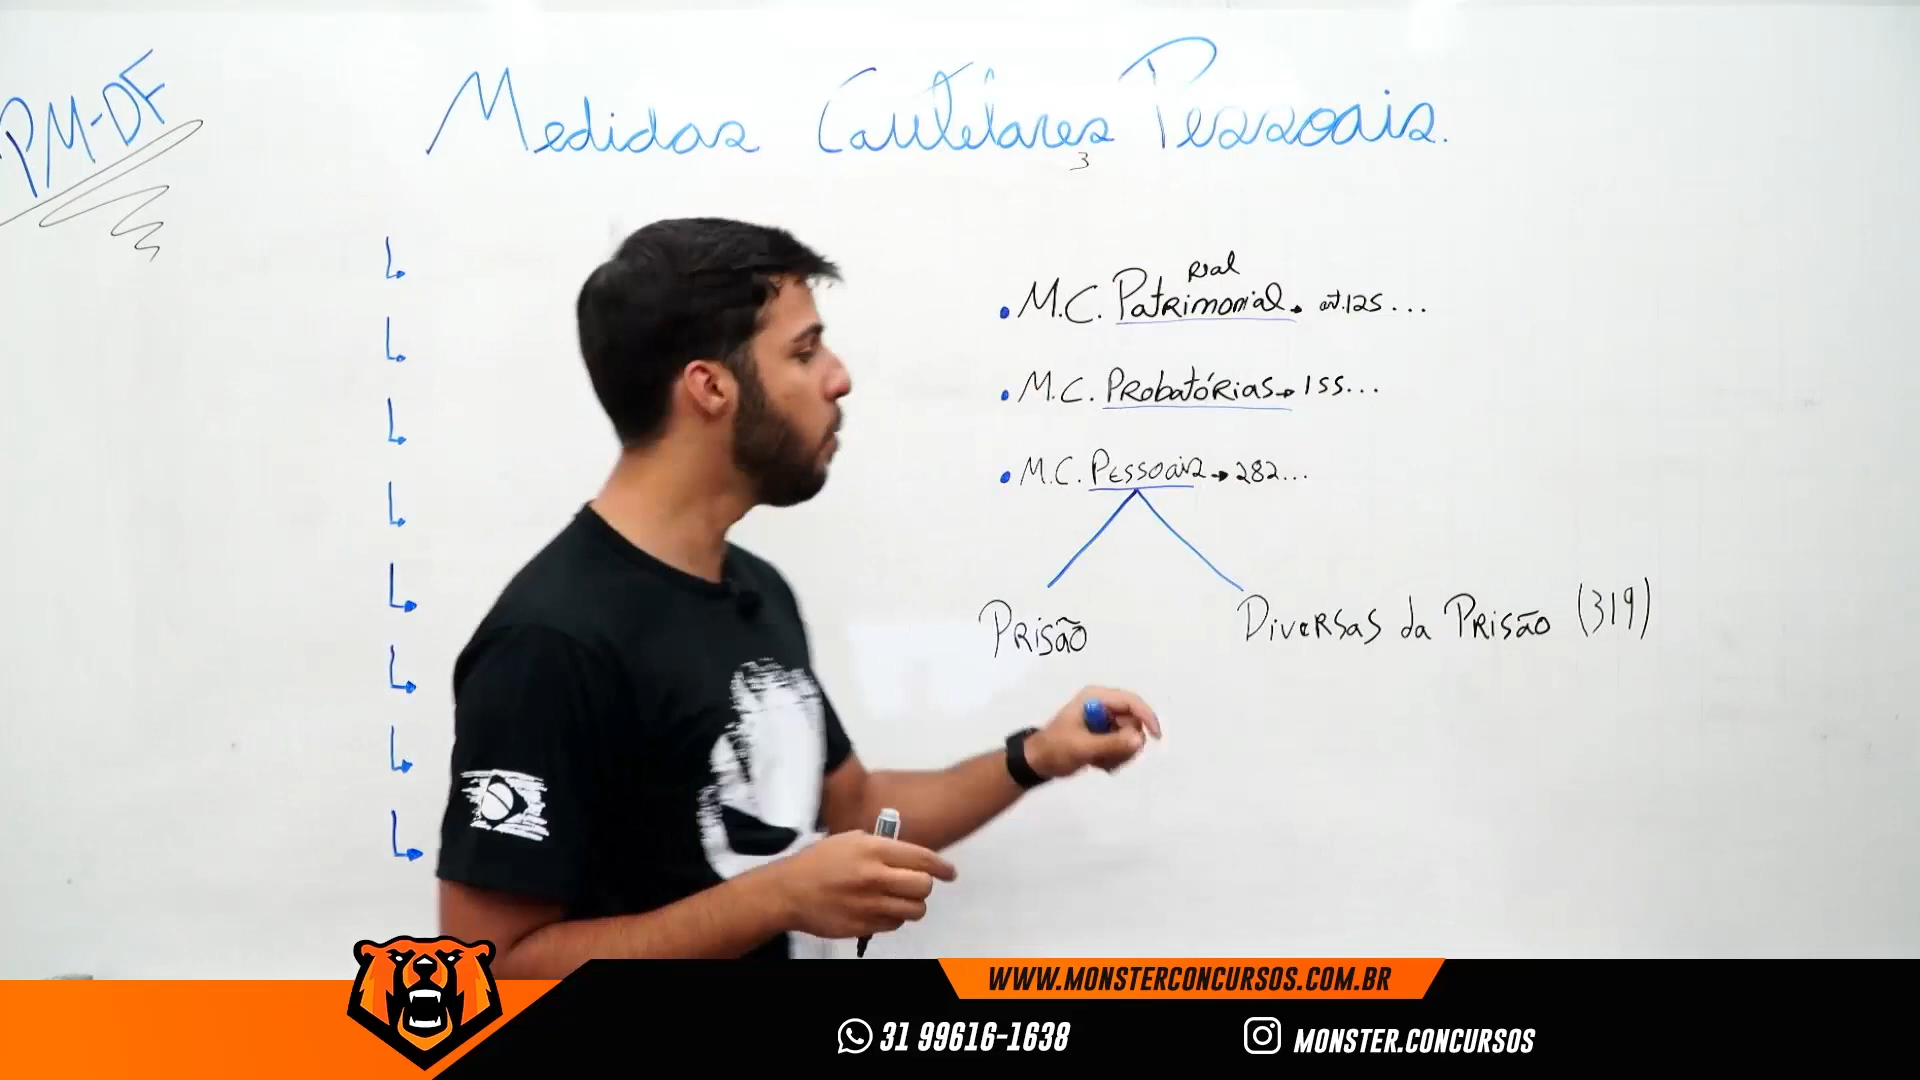 PM-DF
Medidas Cautelares Pessoais.
3
Real
• M.C. Patrimonial → art.125...
• M.C. Probatórias → 155...
• M.C. Pessoais → 282...
Prisão
Diversas da Prisão (319)
WWW.MONSTERCONCURSOS.COM.BR
31 99616-1638
MONSTER.CONCURSOS